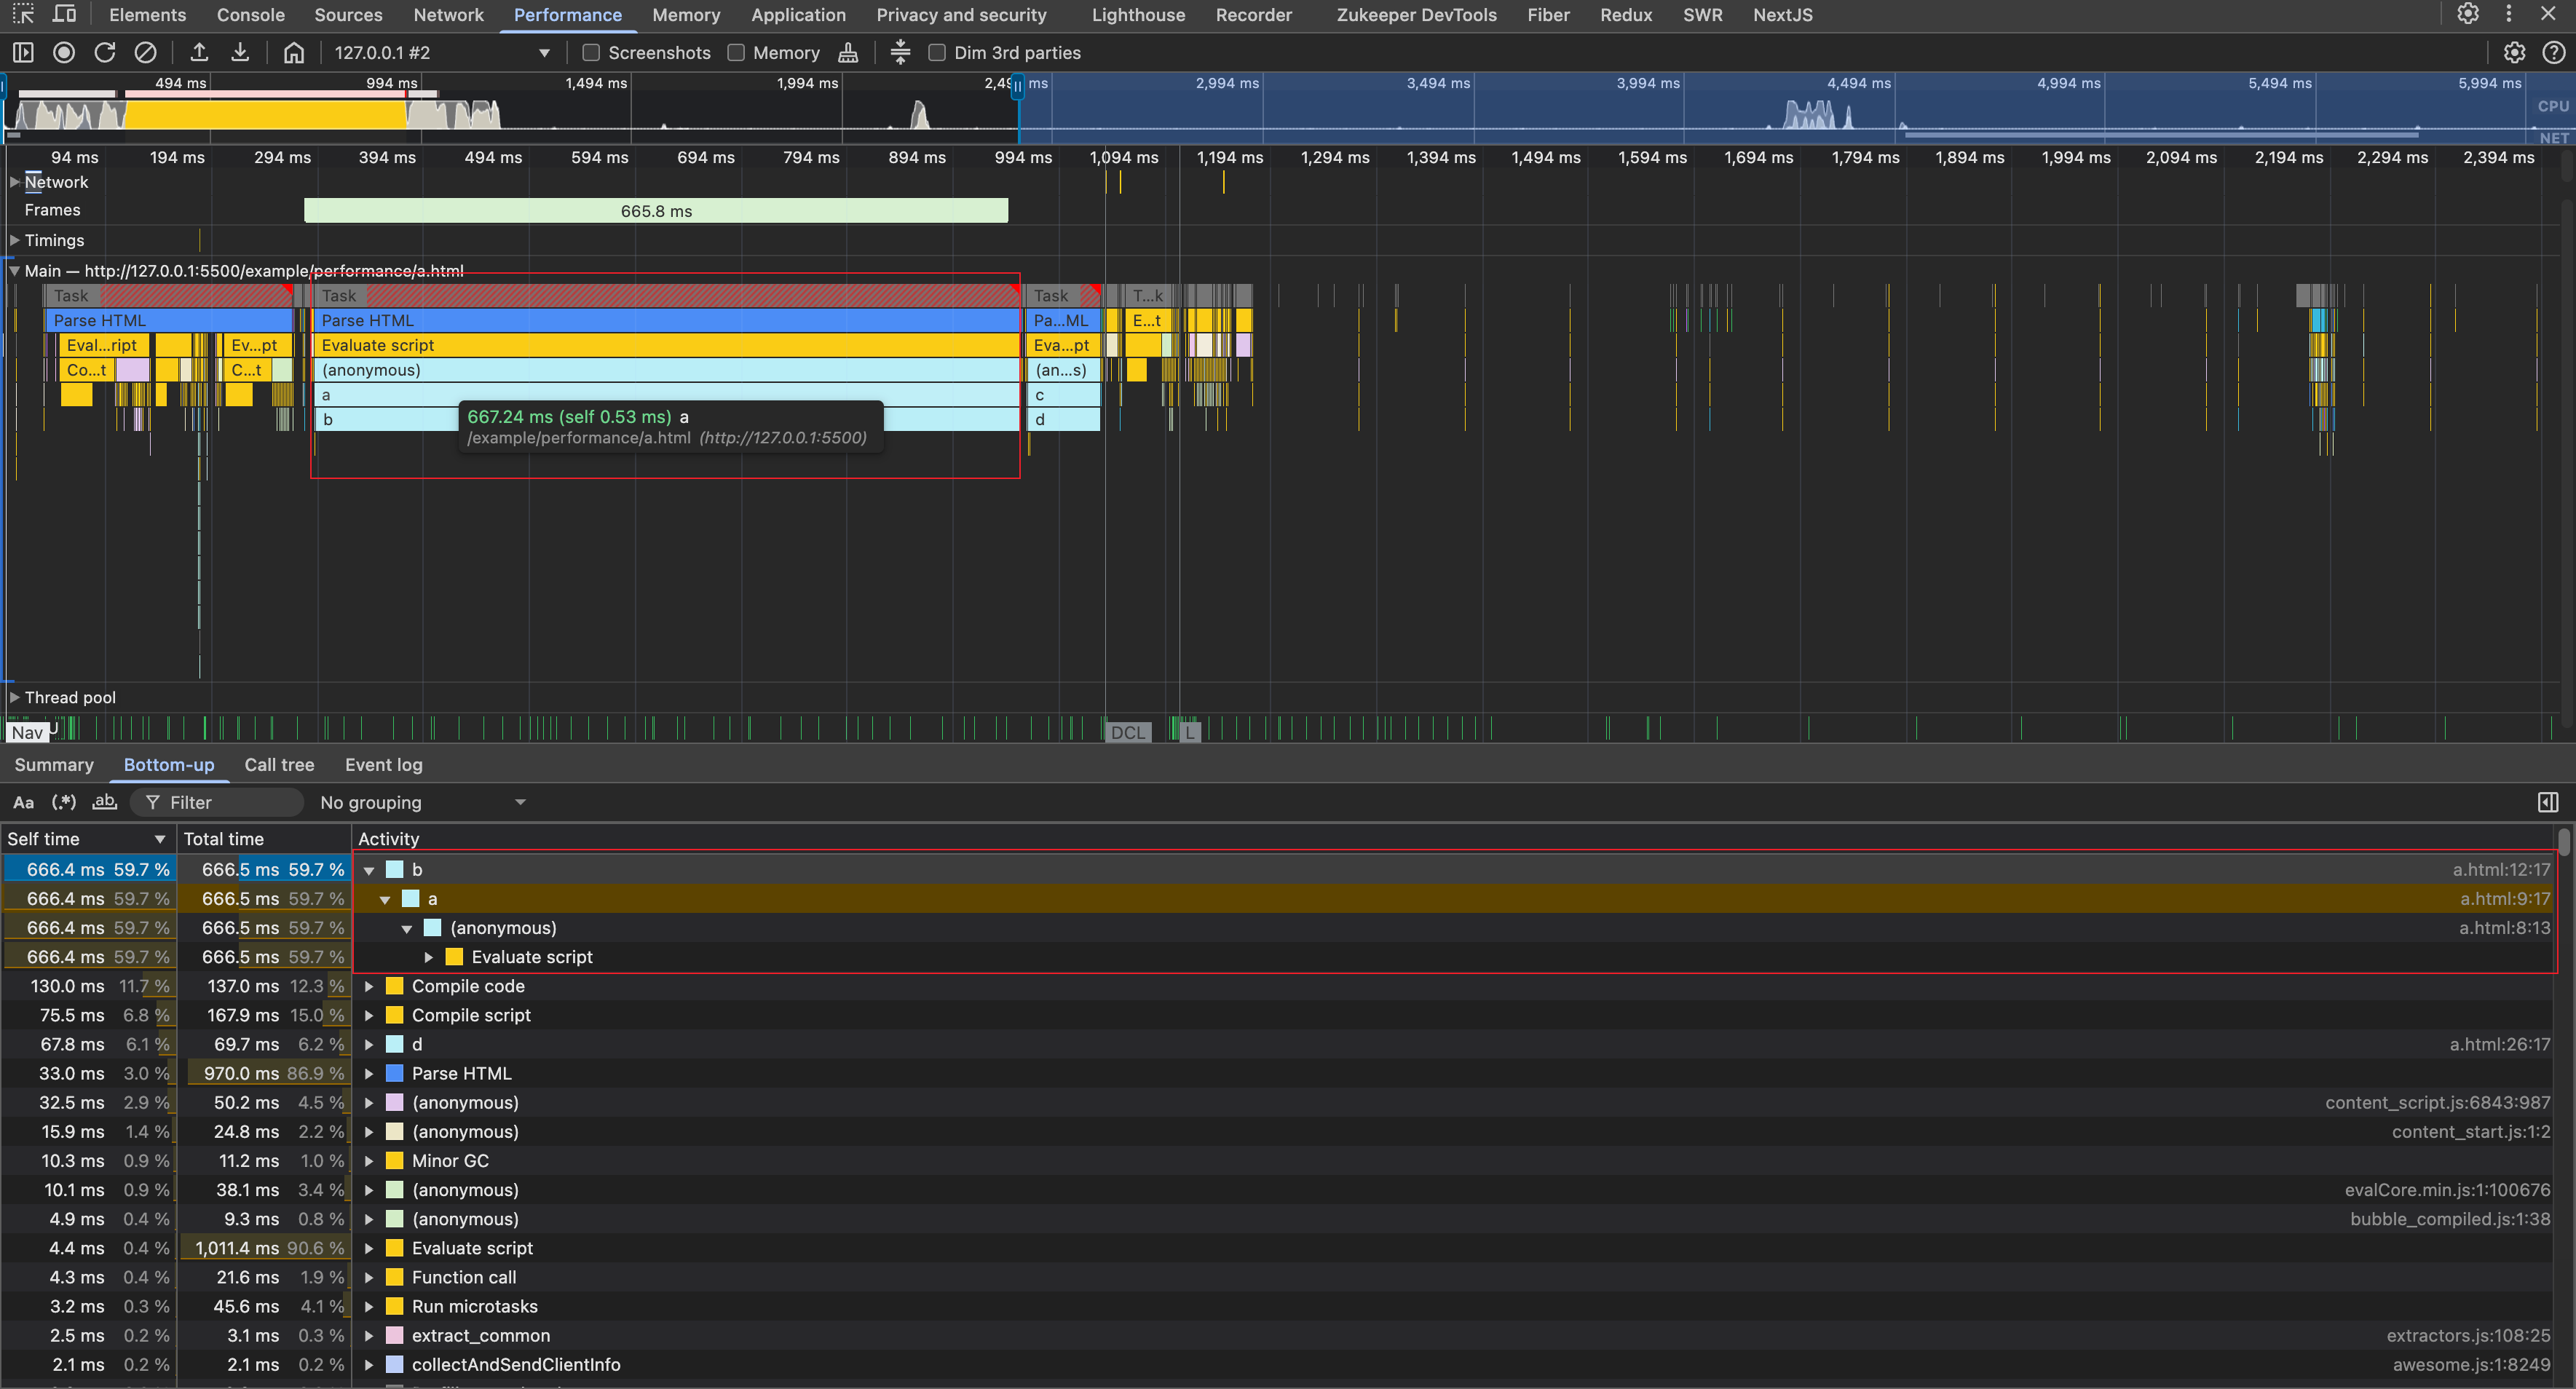 Elements Console Sources Network Performance Memory Application Privacy and security Lighthouse Recorder Zukeeper DevTools Fiber Redux SWR NextJS
127.0.0.1 #2 Screenshots Memory Dim 3rd parties
494 ms 994 ms 1,494 ms 1,994 ms ms 2,994 ms 3,494 ms 3,994 ms 4,494 ms 4,994 ms 5,494 ms 5,994 ms
CPU
NET
94 ms 194 ms 294 ms 394 ms 494 ms 594 ms 694 ms 794 ms 894 ms 994 ms 1,094 ms 1,194 ms 1,294 ms 1,394 ms 1,494 ms 1,594 ms 1,694 ms 1,794 ms 1,894 ms 1,994 ms 2,094 ms 2,194 ms 2,294 ms 2,394 ms
Network
Frames 665.8 ms
Timings
Main — http://127.0.0.1:5500/example/performance/a.html
Task Task Task T...k
Parse HTML Parse HTML Pa...ML E...t
Eval...ript Ev...pt Evaluate script Eva...pt
Co...t C...t (anonymous) (an...s)
a c
b d
667.24 ms (self 0.53 ms) a
/example/performance/a.html (http://127.0.0.1:5500)
Thread pool
Nav DCL L
Summary Bottom-up Call tree Event log
Aa (.*) ab Filter No grouping
Self time Total time Activity
666.4 ms 59.7 % 666.5 ms 59.7 % b a.html:12:17
666.4 ms 59.7 % 666.5 ms 59.7 % a a.html:9:17
666.4 ms 59.7 % 666.5 ms 59.7 % (anonymous) a.html:8:13
666.4 ms 59.7 % 666.5 ms 59.7 % Evaluate script
130.0 ms 11.7 % 137.0 ms 12.3 % Compile code
75.5 ms 6.8 % 167.9 ms 15.0 % Compile script
67.8 ms 6.1 % 69.7 ms 6.2 % d a.html:26:17
33.0 ms 3.0 % 970.0 ms 86.9 % Parse HTML
32.5 ms 2.9 % 50.2 ms 4.5 % (anonymous) content_script.js:6843:987
15.9 ms 1.4 % 24.8 ms 2.2 % (anonymous) content_start.js:1:2
10.3 ms 0.9 % 11.2 ms 1.0 % Minor GC
10.1 ms 0.9 % 38.1 ms 3.4 % (anonymous) evalCore.min.js:1:100676
4.9 ms 0.4 % 9.3 ms 0.8 % (anonymous) bubble_compiled.js:1:38
4.4 ms 0.4 % 1,011.4 ms 90.6 % Evaluate script
4.3 ms 0.4 % 21.6 ms 1.9 % Function call
3.2 ms 0.3 % 45.6 ms 4.1 % Run microtasks
2.5 ms 0.2 % 3.1 ms 0.3 % extract_common extractors.js:108:25
2.1 ms 0.2 % 2.1 ms 0.2 % collectAndSendClientInfo awesome.js:1:8249